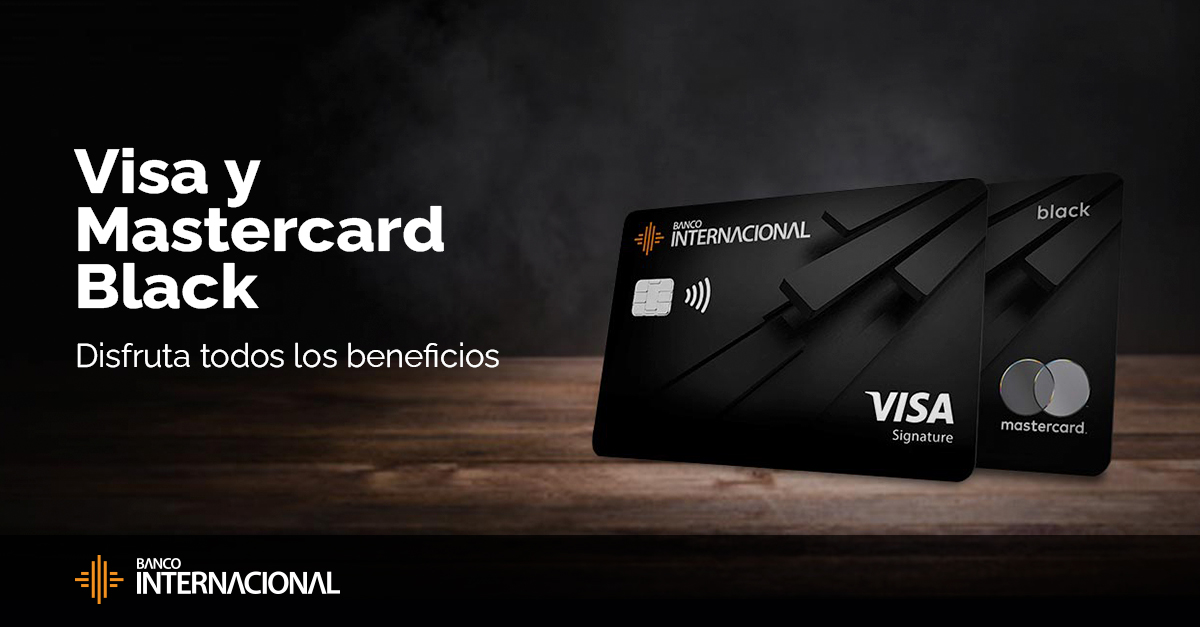 Visa y
Mastercard
Black
Disfruta todos los beneficios
BANCO
INTERNACIONAL
VISA
Signature
black
mastercard.
BANCO
INTERNACIONAL